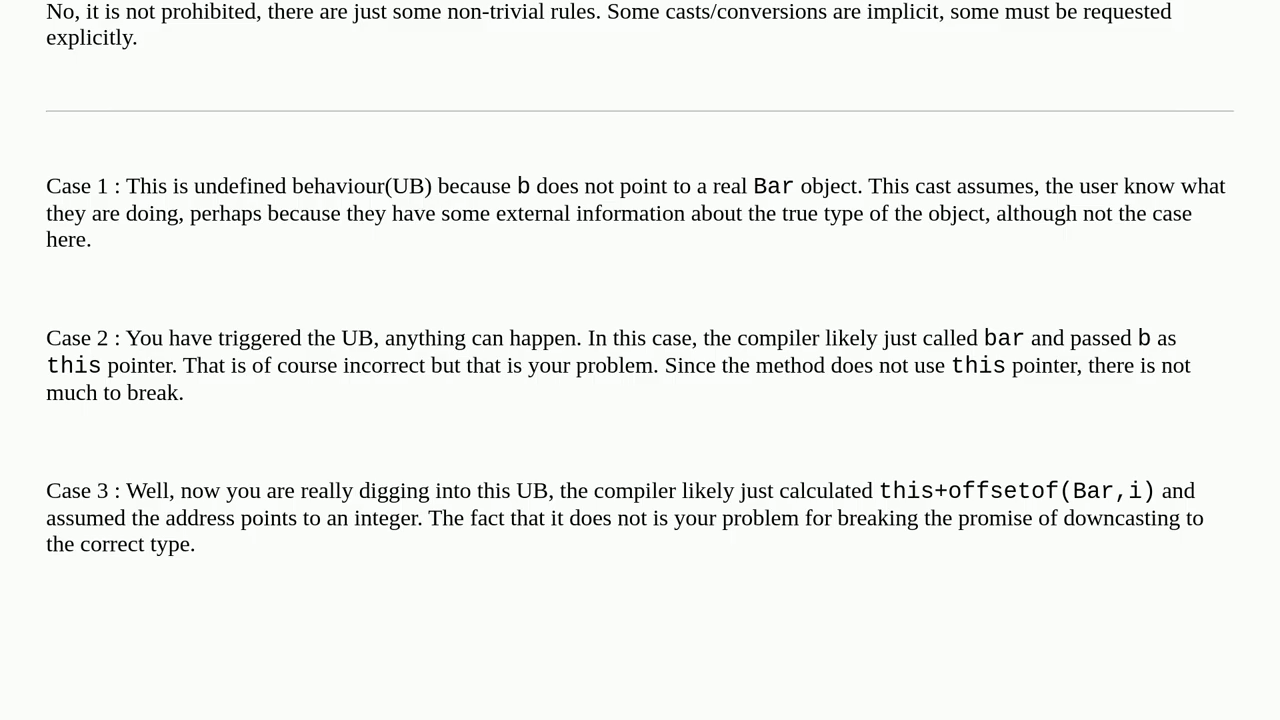 No, it is not prohibited, there are just some non-trivial rules. Some casts/conversions are implicit, some must be requested
explicitly.
Case 1 : This is undefined behaviour(UB) because b does not point to a real Bar object. This cast assumes, the user know what
they are doing, perhaps because they have some external information about the true type of the object, although not the case
here.
Case 2 : You have triggered the UB, anything can happen. In this case, the compiler likely just called bar and passed b as
this pointer. That is of course incorrect but that is your problem. Since the method does not use this pointer, there is not
much to break.
Case 3 : Well, now you are really digging into this UB, the compiler likely just calculated this+offsetof(Bar,i) and
assumed the address points to an integer. The fact that it does not is your problem for breaking the promise of downcasting to
the correct type.